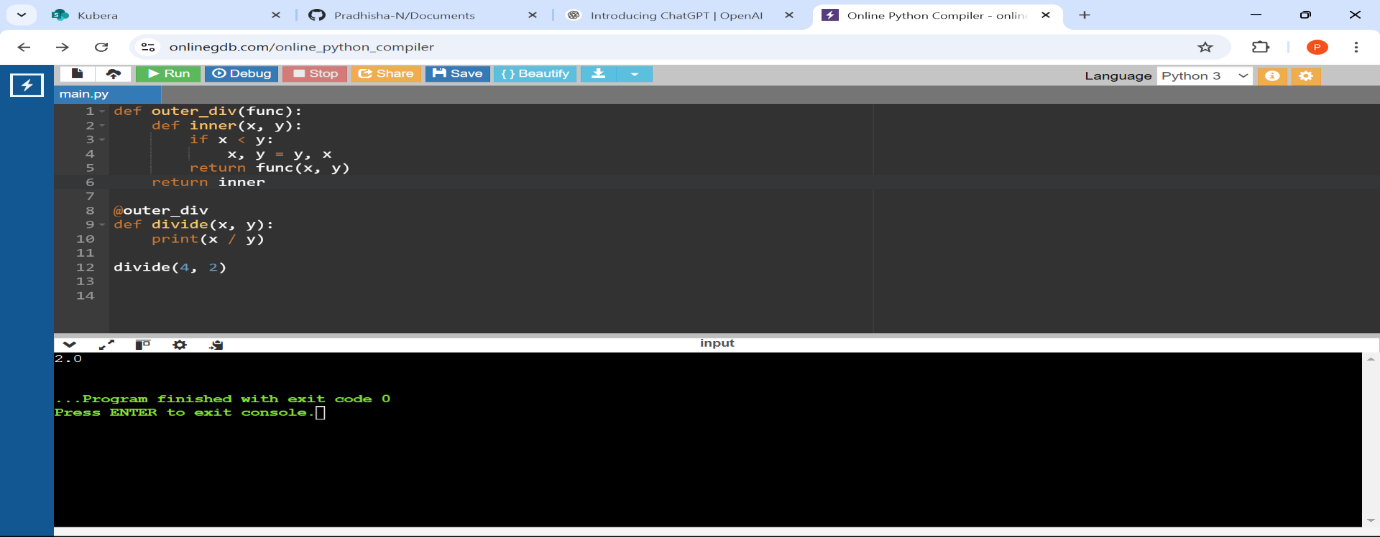 Kubera
Pradhisha-N/Documents
Introducing ChatGPT | OpenAI
Online Python Compiler - onlin
onlinegdb.com/online_python_compiler
P
Run Debug Stop Share Save { } Beautify
Language Python 3
main.py
1 def outer_div(func):
2 def inner(x, y):
3 if x < y:
4 x, y = y, x
5 return func(x, y)
6 return inner
7
8 @outer_div
9 def divide(x, y):
10 print(x / y)
11
12 divide(4, 2)
13
14
input
2.0
...Program finished with exit code 0
Press ENTER to exit console.